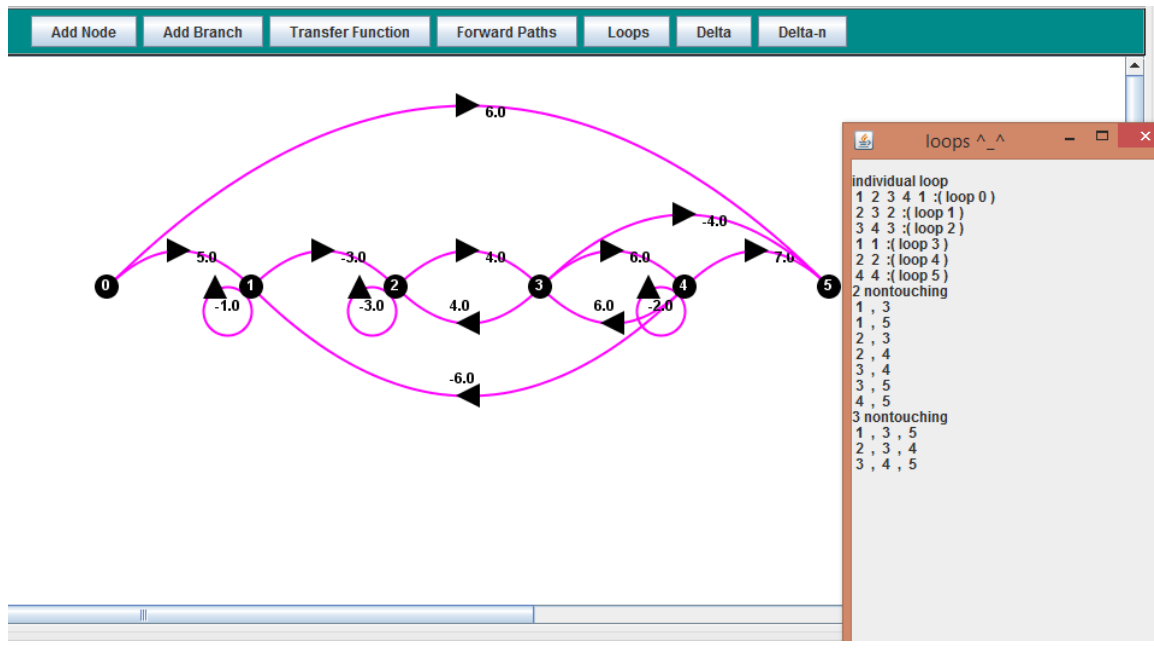 Add Node Add Branch Transfer Function Forward Paths Loops Delta Delta-n
6.0
-4.0
5.0 -3.0 4.0 6.0 7.0
0 1 2 3 4 5
-1.0 -3.0 4.0 6.0 -2.0
-6.0
loops ^_^
individual loop
1 2 3 4 1 :( loop 0 )
2 3 2 :( loop 1 )
3 4 3 :( loop 2 )
1 1 :( loop 3 )
2 2 :( loop 4 )
4 4 :( loop 5 )
2 nontouching
1 , 3
1 , 5
2 , 3
2 , 4
3 , 4
3 , 5
4 , 5
3 nontouching
1 , 3 , 5
2 , 3 , 4
3 , 4 , 5